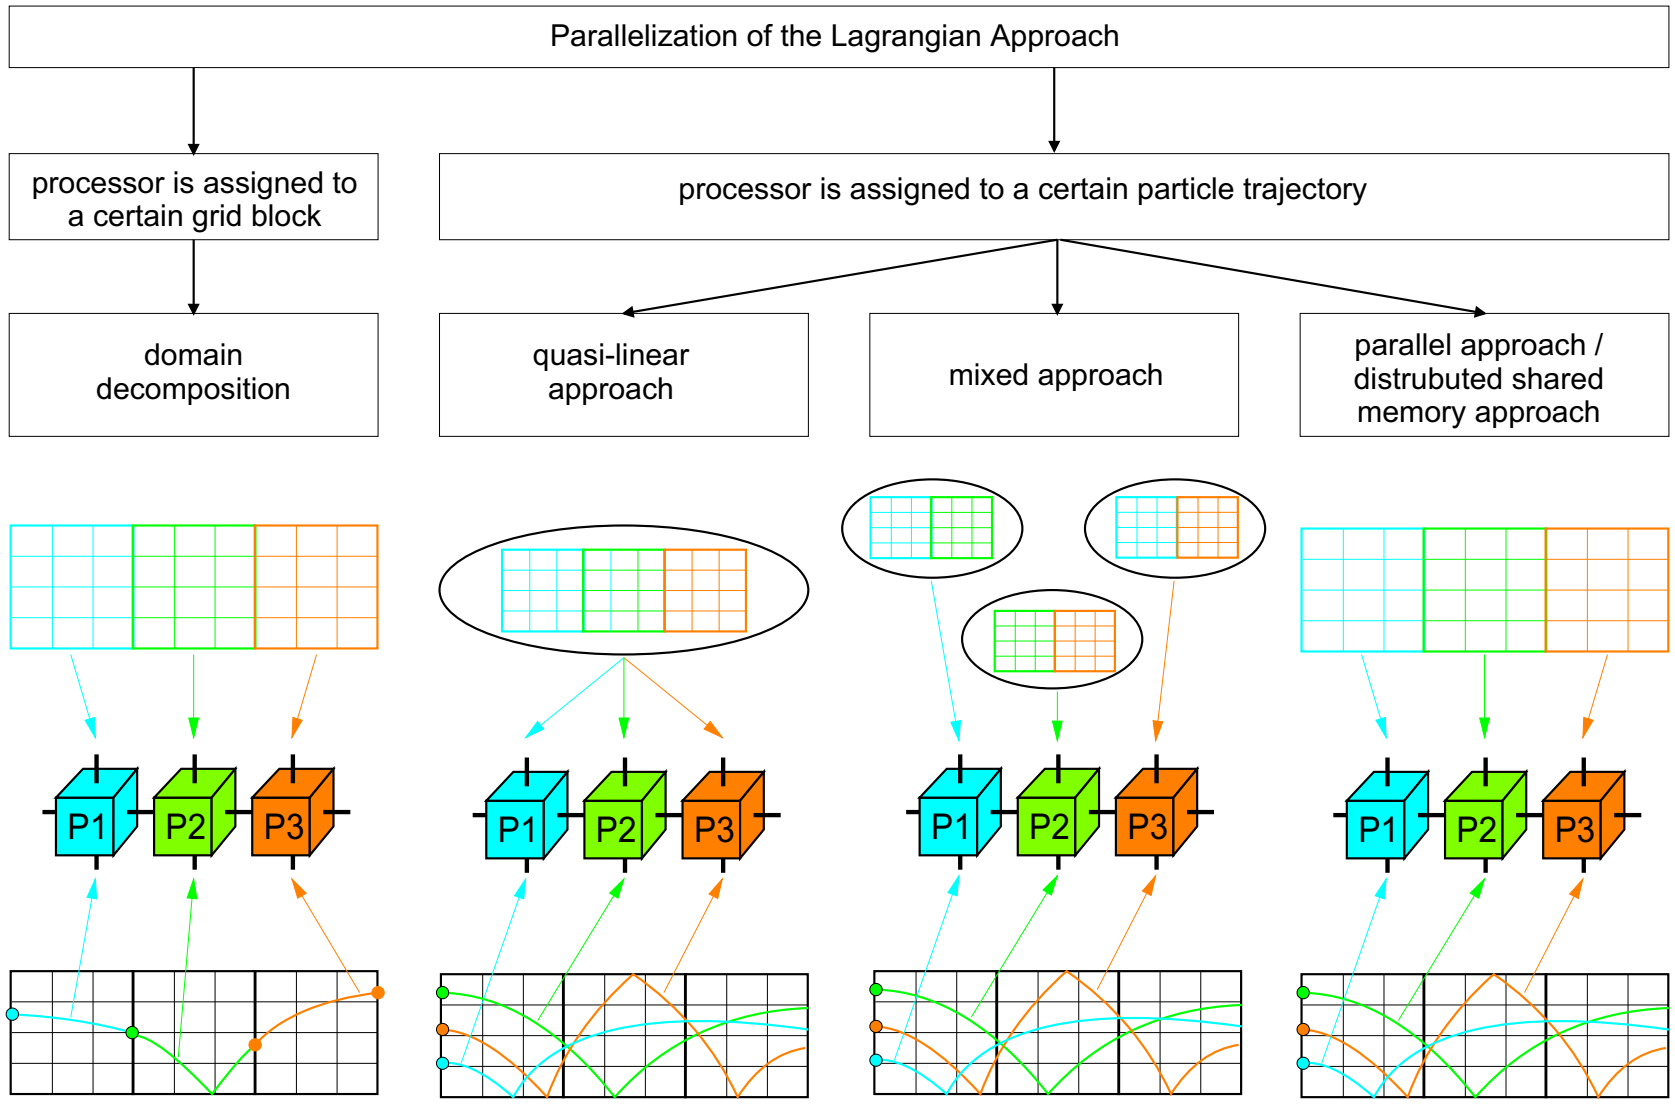 Parallelization of the Lagrangian Approach
processor is assigned to
a certain grid block
processor is assigned to a certain particle trajectory
domain
decomposition
quasi-linear
approach
mixed approach
parallel approach /
distrubuted shared
memory approach
P1 P2 P3
P1 P2 P3
P1 P2 P3
P1 P2 P3